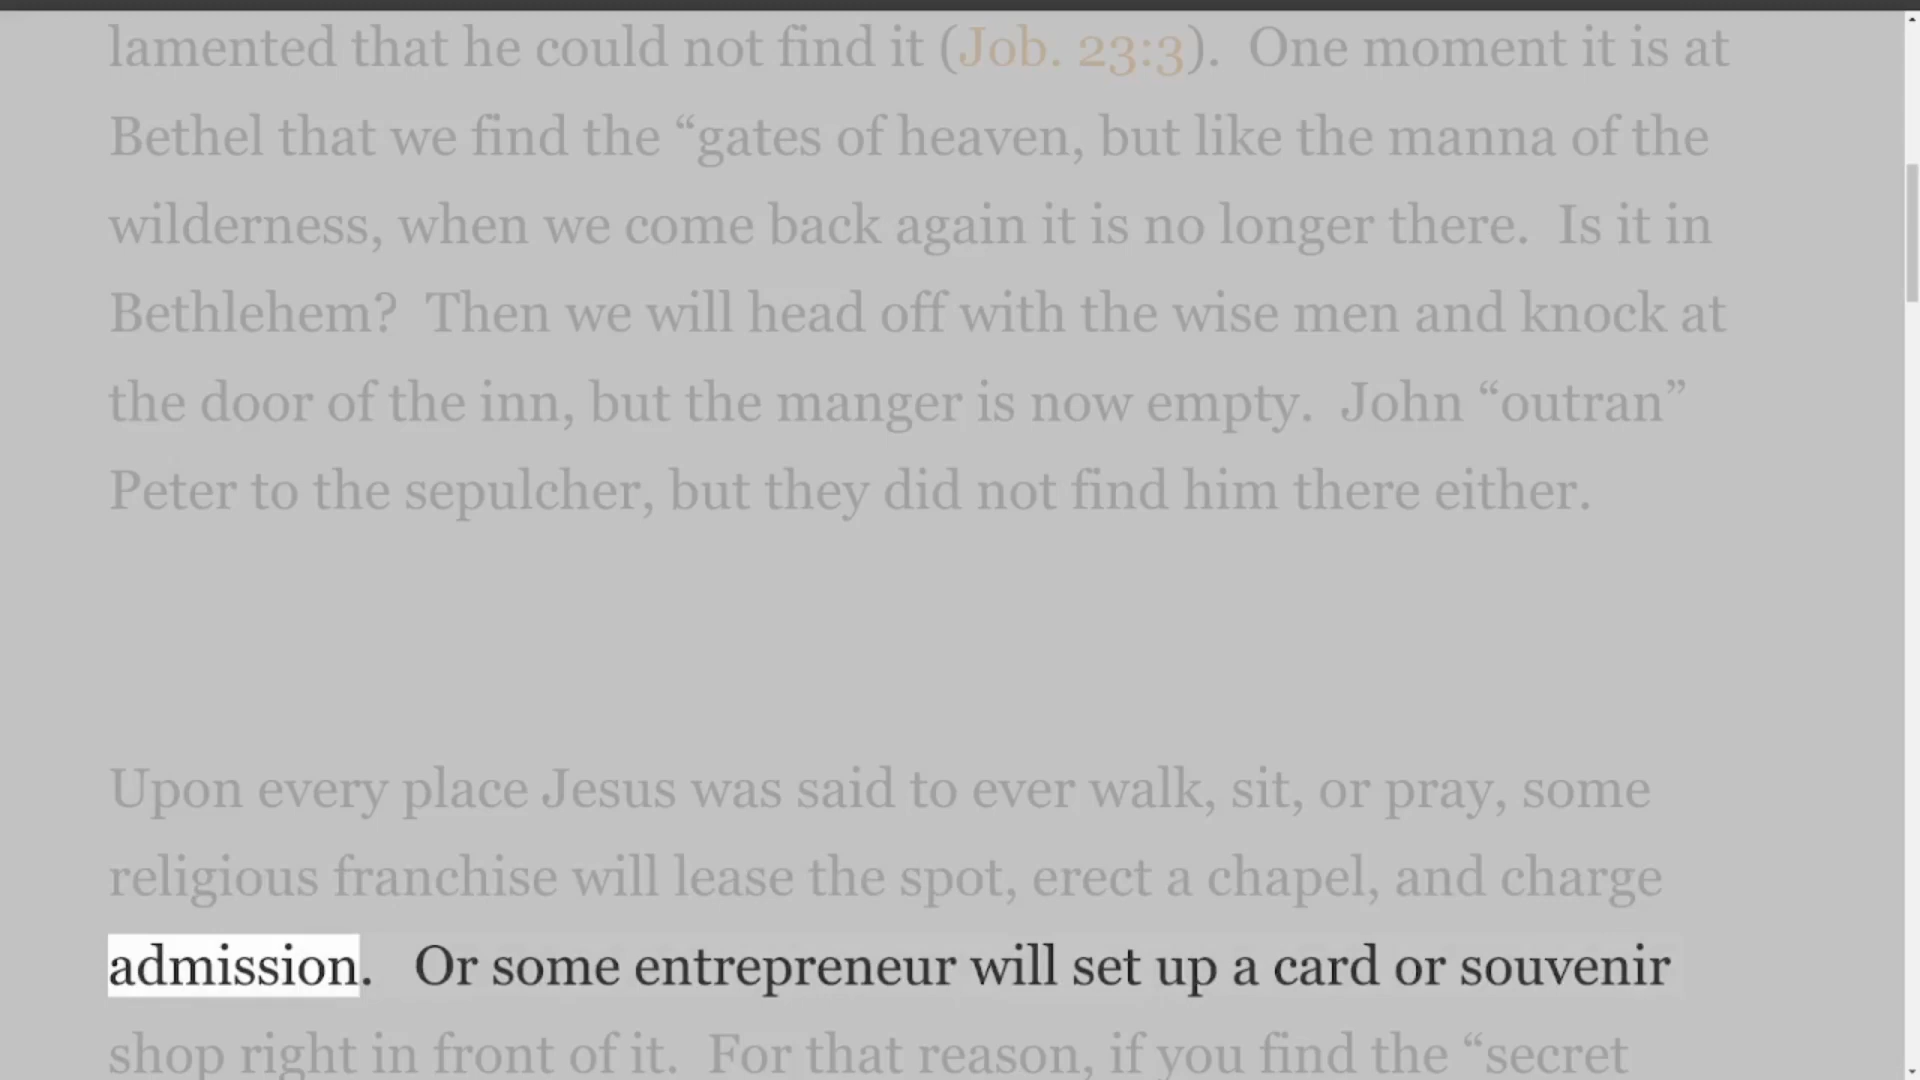 lamented that he could not find it (Job. 23:3).  One moment it is at
Bethel that we find the “gates of heaven, but like the manna of the
wilderness, when we come back again it is no longer there.  Is it in
Bethlehem?  Then we will head off with the wise men and knock at
the door of the inn, but the manger is now empty.  John “outran”
Peter to the sepulcher, but they did not find him there either.
Upon every place Jesus was said to ever walk, sit, or pray, some
religious franchise will lease the spot, erect a chapel, and charge
admission.   Or some entrepreneur will set up a card or souvenir
shop right in front of it.  For that reason, if you find the “secret